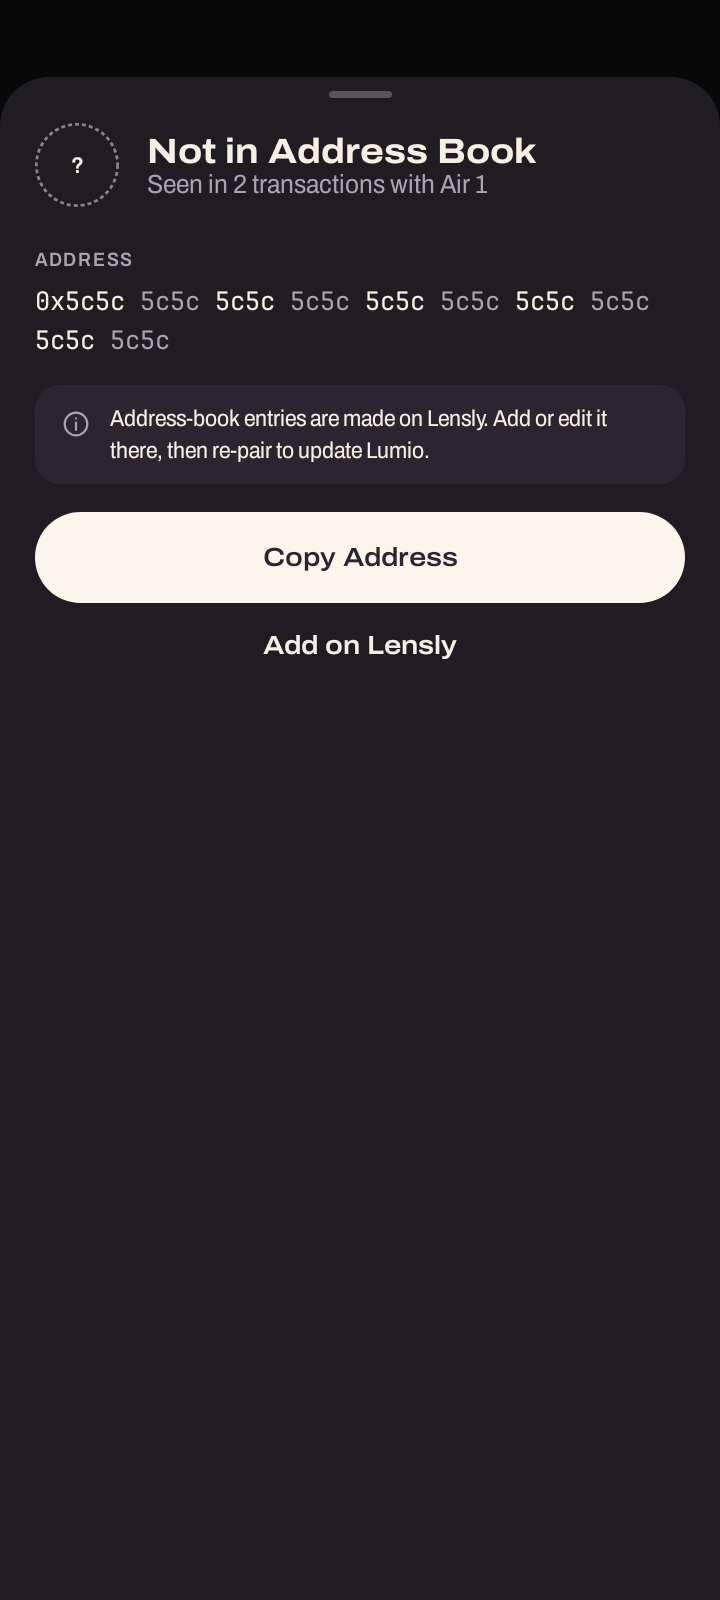 ?
Not in Address Book
Seen in 2 transactions with Air 1
ADDRESS
0x5c5c 5c5c 5c5c 5c5c 5c5c 5c5c 5c5c 5c5c
5c5c 5c5c
Address-book entries are made on Lensly. Add or edit it
there, then re-pair to update Lumio.
Copy Address
Add on Lensly